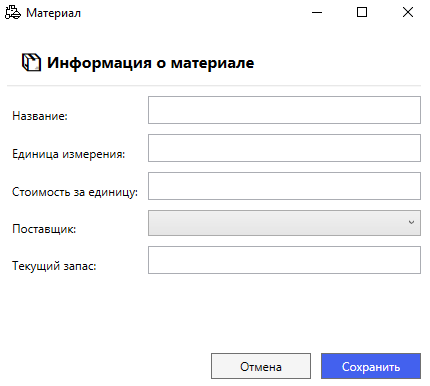 Материал
Информация о материале
Название:
Единица измерения:
Стоимость за единицу:
Поставщик:
Текущий запас:
Отмена Сохранить